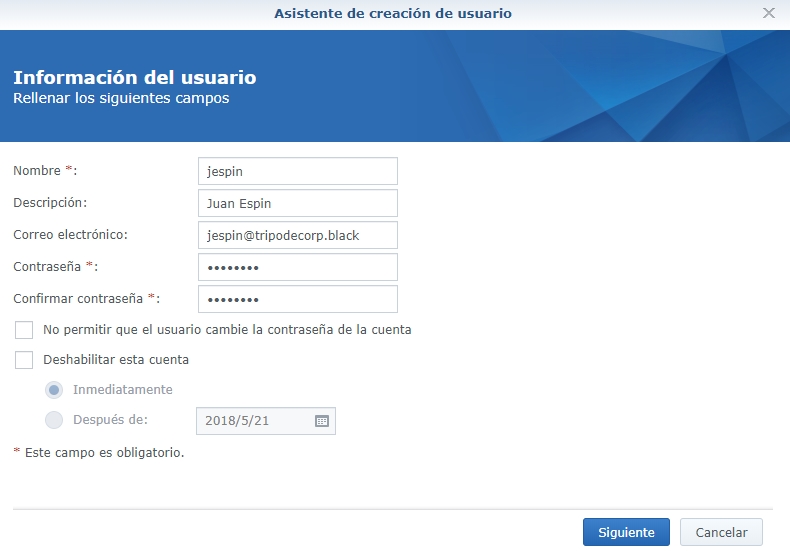 Asistente de creación de usuario
Información del usuario
Rellenar los siguientes campos
Nombre *: jespin
Descripción: Juan Espin
Correo electrónico: jespin@tripodecorp.black
Contraseña *: ••••••••
Confirmar contraseña *: ••••••••
No permitir que el usuario cambie la contraseña de la cuenta
Deshabilitar esta cuenta
Inmediatamente
Después de: 2018/5/21
* Este campo es obligatorio.
Siguiente Cancelar